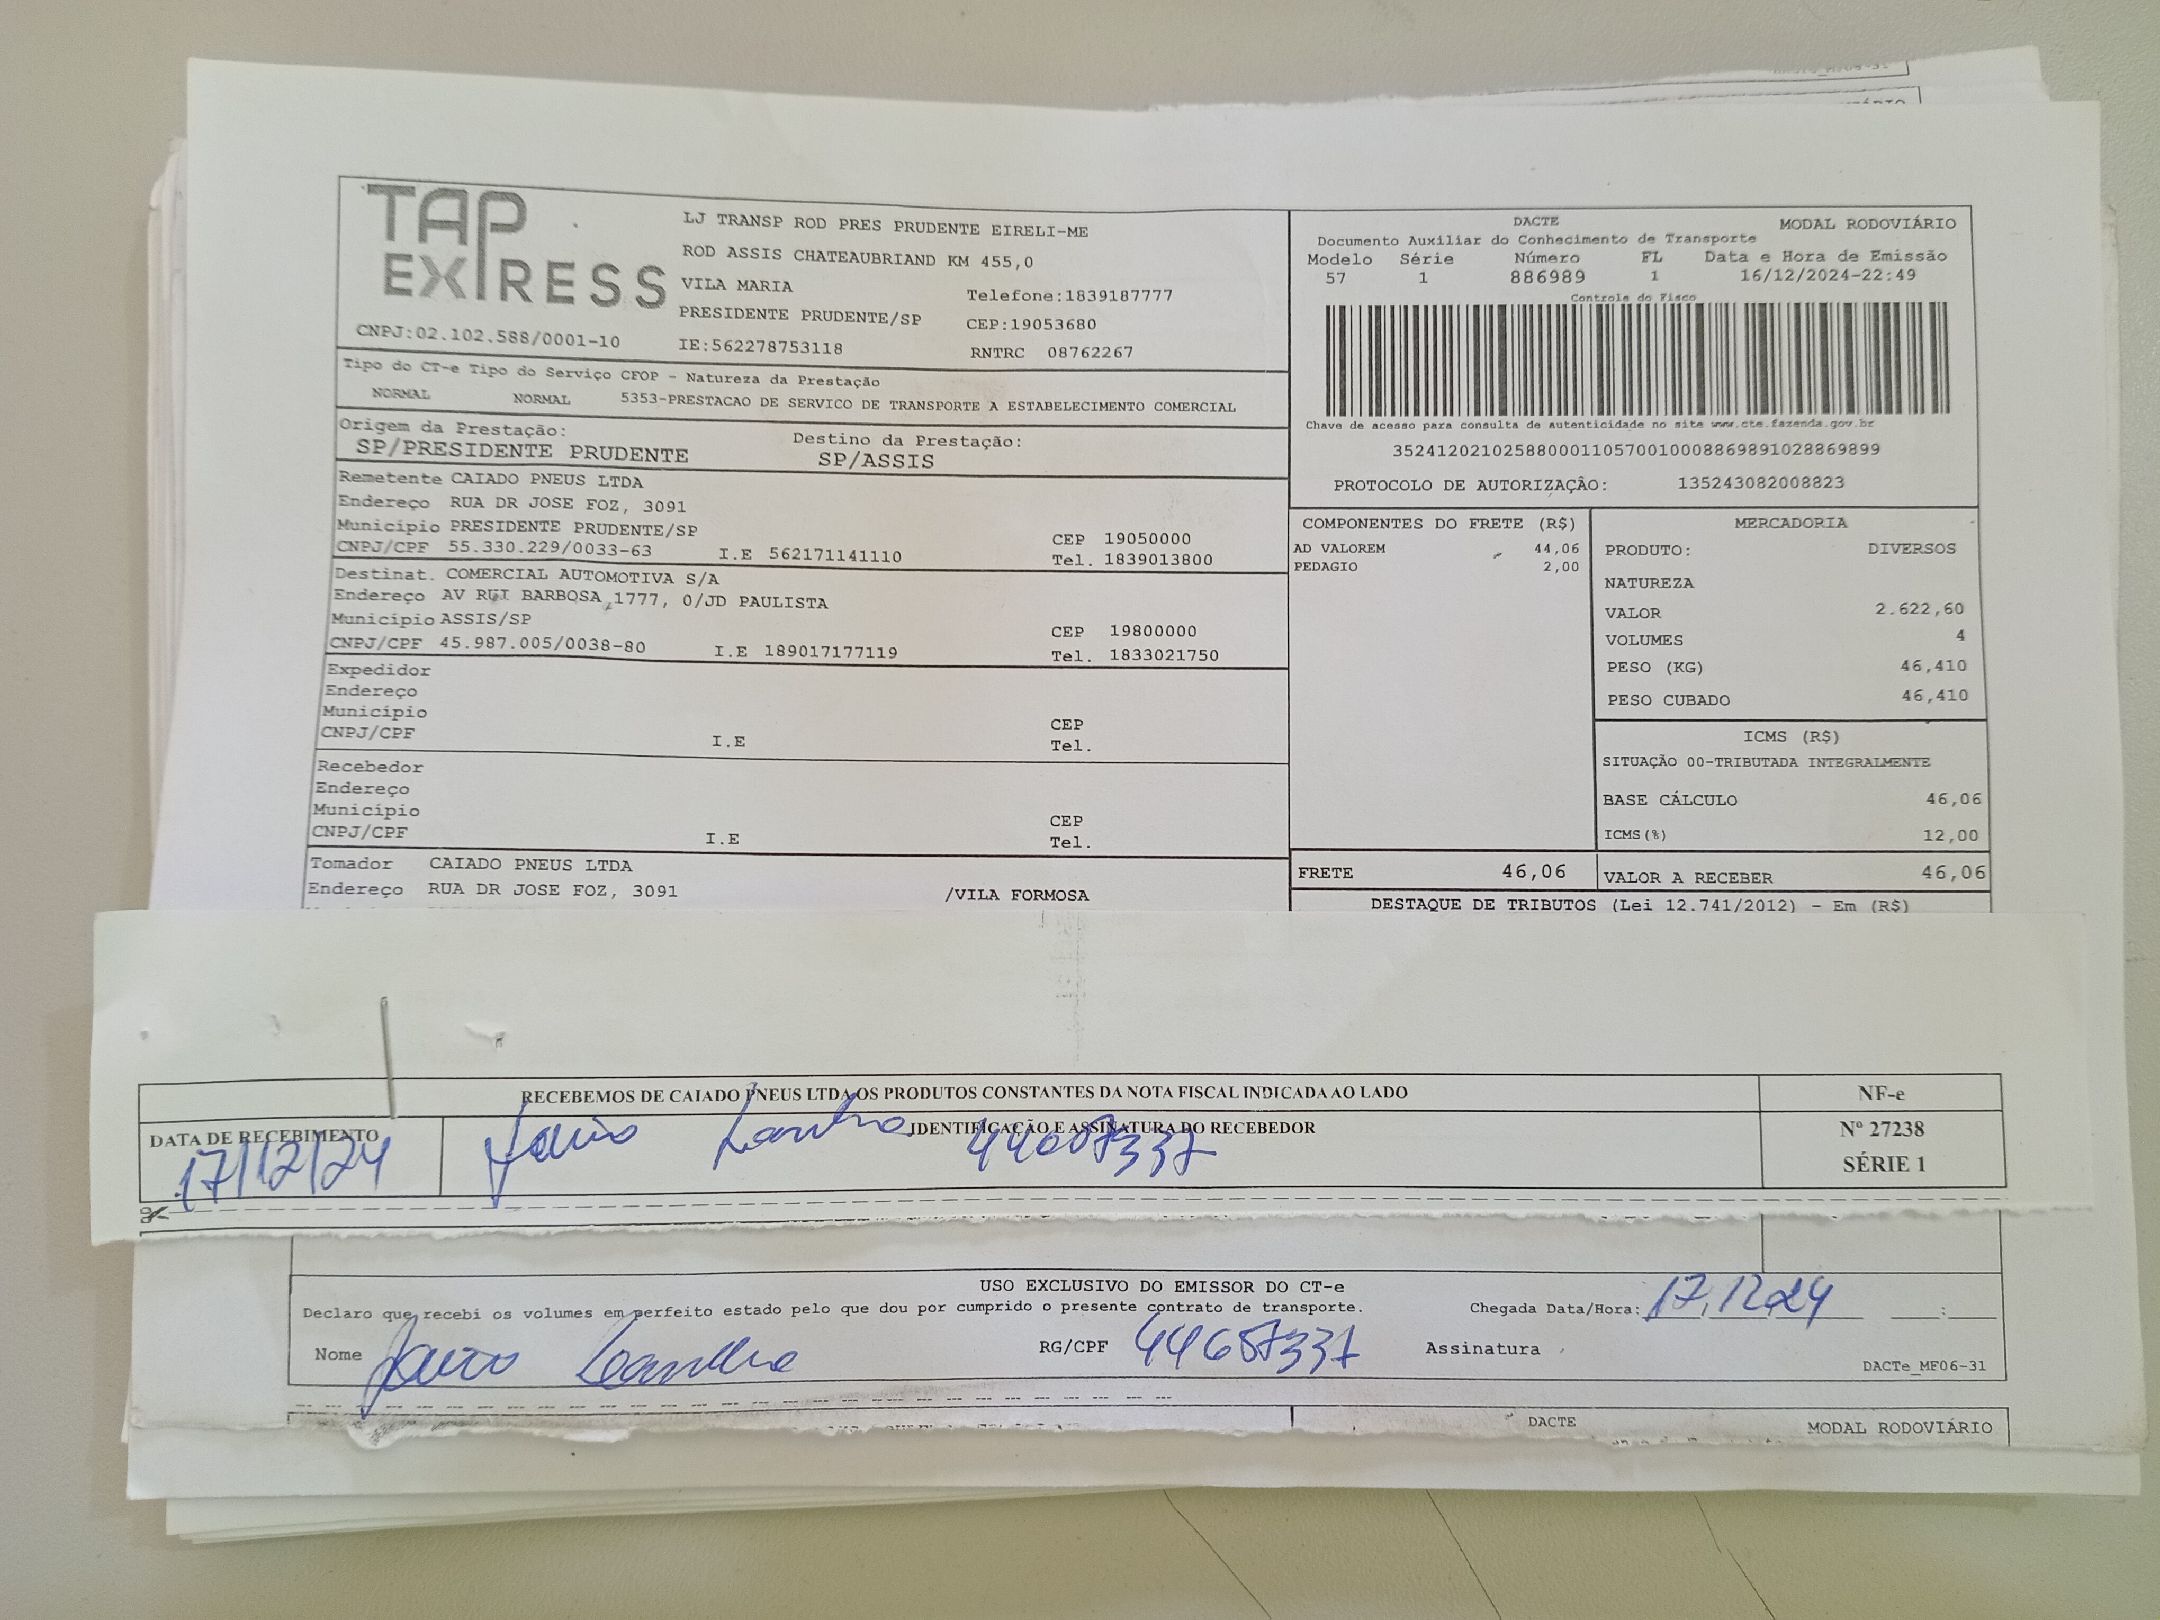 TAP EXPRESS
LJ TRANSP ROD PRES PRUDENTE EIRELI-ME
ROD ASSIS CHATEAUBRIAND KM 455,0
VILA MARIA
Telefone:1839187777
PRESIDENTE PRUDENTE/SP
CEP:19053680
CNPJ:02.102.588/0001-10
IE:562278753118
RNTRC 08762267
DACTE
MODAL RODOVIÁRIO
Documento Auxiliar do Conhecimento de Transporte
Modelo Série Número FL Data e Hora de Emissão
57 1 886989 1 16/12/2024-22:49
Controle do Fisco
Chave de acesso para consulta de autenticidade no site www.cte.fazenda.gov.br
35241202102588000110570010008869891028869899
PROTOCOLO DE AUTORIZAÇÃO: 135243082008823
Tipo do CT-e Tipo do Serviço CFOP - Natureza da Prestação
NORMAL NORMAL 5353-PRESTACAO DE SERVICO DE TRANSPORTE A ESTABELECIMENTO COMERCIAL
Origem da Prestação: Destino da Prestação:
SP/PRESIDENTE PRUDENTE SP/ASSIS
Remetente CAIADO PNEUS LTDA
Endereço RUA DR JOSE FOZ, 3091
Município PRESIDENTE PRUDENTE/SP CEP 19050000
CNPJ/CPF 55.330.229/0033-63 I.E 562171141110 Tel. 1839013800
Destinat. COMERCIAL AUTOMOTIVA S/A
Endereço AV RUI BARBOSA,1777, 0/JD PAULISTA
Município ASSIS/SP CEP 19800000
CNPJ/CPF 45.987.005/0038-80 I.E 189017177119 Tel. 1833021750
Expedidor
Endereço
Município CEP
CNPJ/CPF I.E Tel.
Recebedor
Endereço
Município CEP
CNPJ/CPF I.E Tel.
Tomador CAIADO PNEUS LTDA
Endereço RUA DR JOSE FOZ, 3091 /VILA FORMOSA
COMPONENTES DO FRETE (R$)
AD VALOREM 44,06
PEDAGIO 2,00
FRETE 46,06
MERCADORIA
PRODUTO: DIVERSOS
NATUREZA
VALOR 2.622,60
VOLUMES 4
PESO (KG) 46,410
PESO CUBADO 46,410
ICMS (R$)
SITUAÇÃO 00-TRIBUTADA INTEGRALMENTE
BASE CÁLCULO 46,06
ICMS(%) 12,00
VALOR A RECEBER 46,06
DESTAQUE DE TRIBUTOS (Lei 12.741/2012) - Em (R$)
RECEBEMOS DE CAIADO PNEUS LTDA OS PRODUTOS CONSTANTES DA NOTA FISCAL INDICADA AO LADO
NF-e
DATA DE RECEBIMENTO
IDENTIFICAÇÃO E ASSINATURA DO RECEBEDOR
Nº 27238
17/12/24
44687337
SÉRIE 1
USO EXCLUSIVO DO EMISSOR DO CT-e
Declaro que recebi os volumes em perfeito estado pelo que dou por cumprido o presente contrato de transporte.
Chegada Data/Hora: 17,12,24
Nome
RG/CPF 44687337
Assinatura
DACTe_MF06-31
DACTE
MODAL RODOVIÁRIO